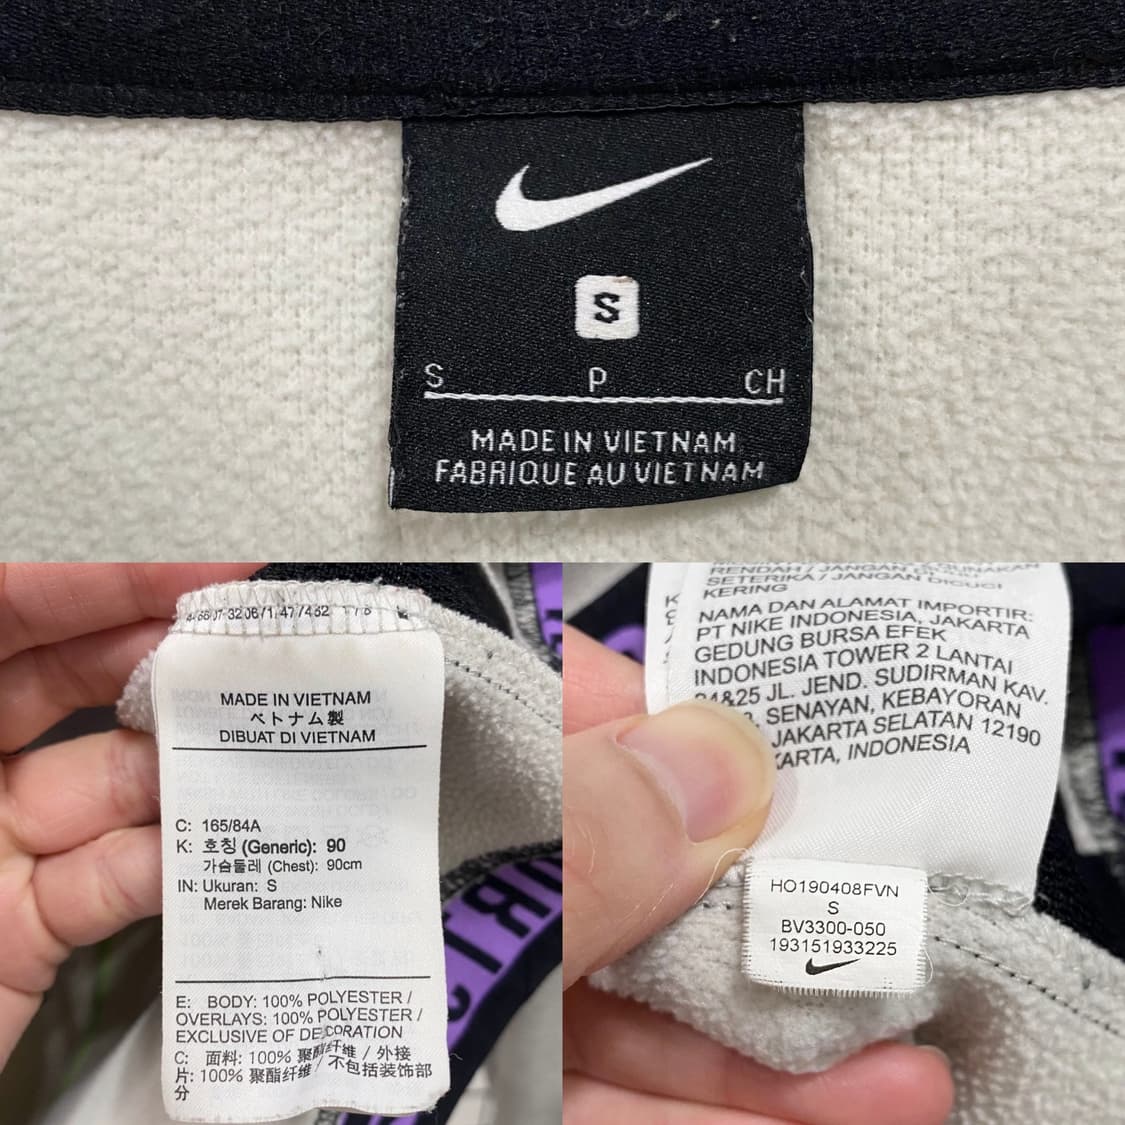 S
S P CH
MADE IN VIETNAM
FABRIQUE AU VIETNAM
MADE IN VIETNAM
ベトナム製
DIBUAT DI VIETNAM
C: 165/84A
K: 호칭 (Generic): 90
가슴둘레 (Chest): 90cm
IN: Ukuran: S
Merek Barang: Nike
E: BODY: 100% POLYESTER /
OVERLAYS: 100% POLYESTER /
EXCLUSIVE OF DECORATION
C: 面料: 100% 聚酯纤维 / 外接
片: 100% 聚酯纤维 / 不包括装饰部
分
RENDAH / JANGAN
SETERIKA / JANGAN DICUCI
KERING
NAMA DAN ALAMAT IMPORTIR:
PT NIKE INDONESIA, JAKARTA
GEDUNG BURSA EFEK
INDONESIA TOWER 2 LANTAI
&25 JL. JEND. SUDIRMAN KAV.
SENAYAN, KEBAYORAN
JAKARTA SELATAN 12190
KARTA, INDONESIA
HO190408FVN
S
BV3300-050
193151933225